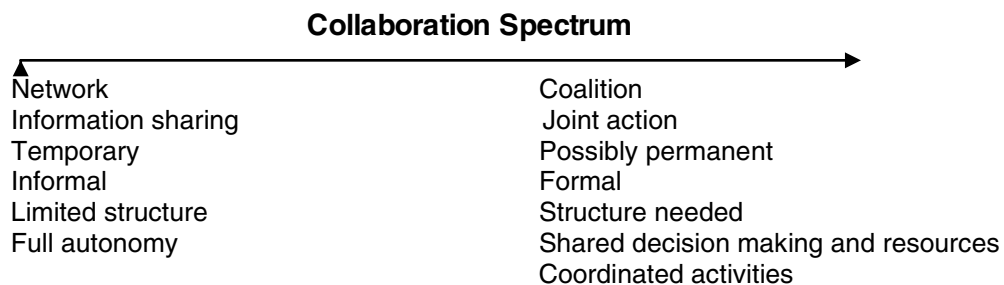 Collaboration Spectrum
Network
Information sharing
Temporary
Informal
Limited structure
Full autonomy
Coalition
Joint action
Possibly permanent
Formal
Structure needed
Shared decision making and resources
Coordinated activities